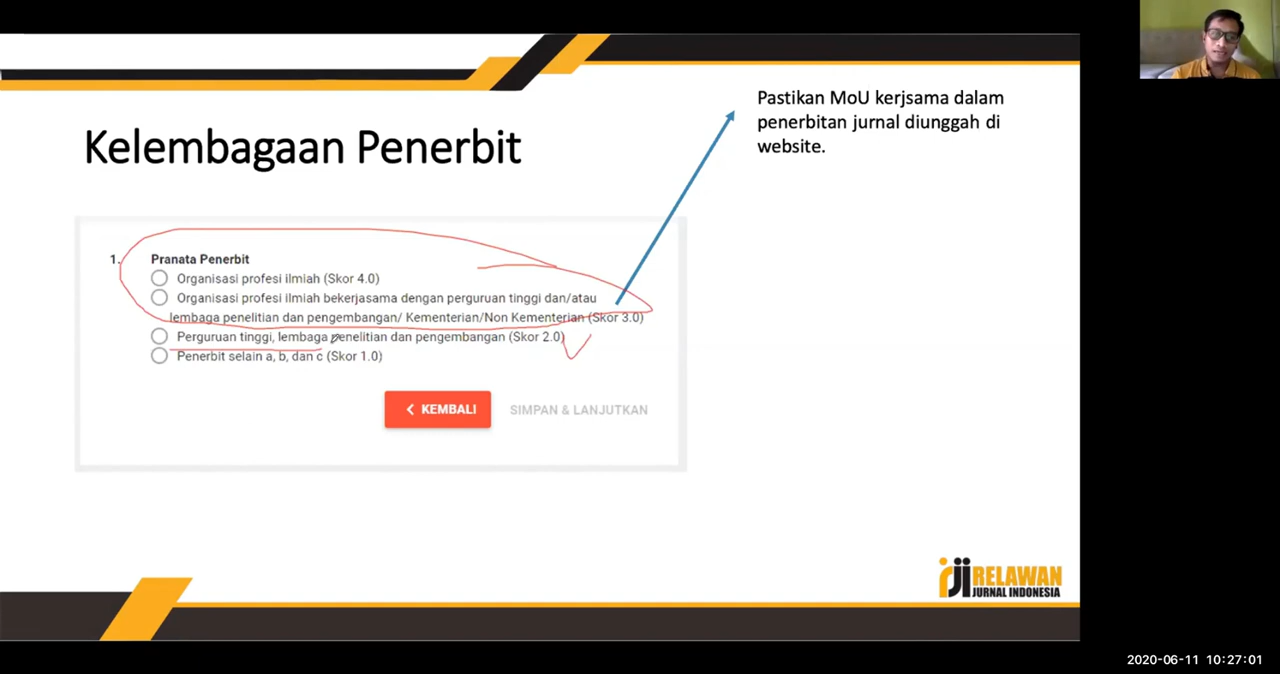 Pastikan MoU kerjsama dalam
penerbitan jurnal diunggah di
website.
Kelembagaan Penerbit
1. Pranata Penerbit
Organisasi profesi ilmiah (Skor 4.0)
Organisasi profesi ilmiah bekerjasama dengan perguruan tinggi dan/atau
lembaga penelitian dan pengembangan/ Kementerian/Non Kementerian (Skor 3.0)
Perguruan tinggi, lembaga penelitian dan pengembangan (Skor 2.0)
Penerbit selain a, b, dan c (Skor 1.0)
KEMBALI SIMPAN & LANJUTKAN
rji RELAWAN
JURNAL INDONESIA
2020-06-11 10:27:01